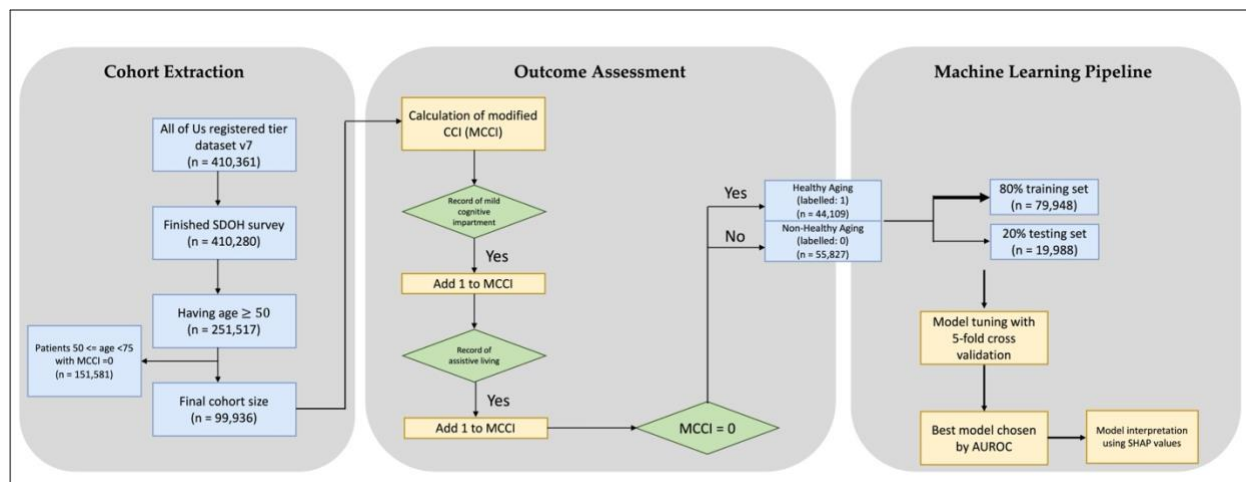 Cohort Extraction
All of Us registered tier
dataset v7
(n = 410,361)
Finished SDOH survey
(n = 410,280)
Having age ≥ 50
(n = 251,517)
Patients 50 <= age <75
with MCCI =0
(n = 151,581)
Final cohort size
(n = 99,936)
Outcome Assessment
Calculation of modified
CCI (MCCI)
Record of mild
cognitive
impartment
Yes
Add 1 to MCCI
Record of
assistive living
Yes
Add 1 to MCCI
MCCI = 0
Yes
No
Healthy Aging
(labelled: 1)
(n = 44,109)
Non-Healthy Aging
(labelled: 0)
(n = 55,827)
Machine Learning Pipeline
80% training set
(n = 79,948)
20% testing set
(n = 19,988)
Model tuning with
5-fold cross
validation
Best model chosen
by AUROC
Model interpretation
using SHAP values